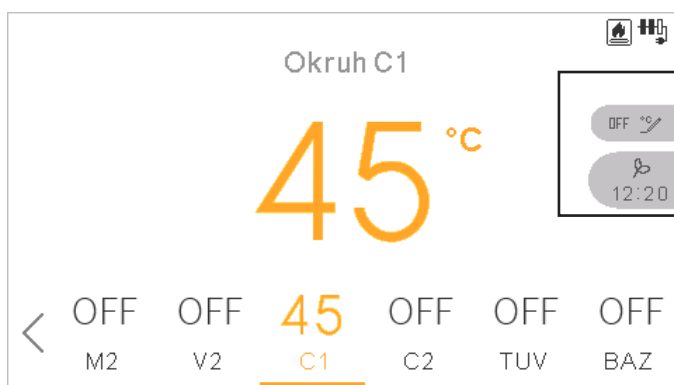 Okruh C1
45 °C
OFF °C
12:20
OFF OFF 45 OFF OFF OFF
M2 V2 C1 C2 TUV BAZ